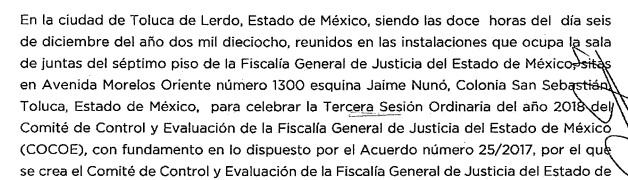 En la ciudad de Toluca de Lerdo, Estado de México, siendo las doce horas del día seis
de diciembre del año dos mil dieciocho, reunidos en las instalaciones que ocupa la sala
de juntas del séptimo piso de la Fiscalía General de Justicia del Estado de México, sitas
en Avenida Morelos Oriente número 1300 esquina Jaime Nunó, Colonia San Sebastián,
Toluca, Estado de México, para celebrar la Tercera Sesión Ordinaria del año 2018 del
Comité de Control y Evaluación de la Fiscalía General de Justicia del Estado de México
(COCOE), con fundamento en lo dispuesto por el Acuerdo número 25/2017, por el que
se crea el Comité de Control y Evaluación de la Fiscalía General de Justicia del Estado de